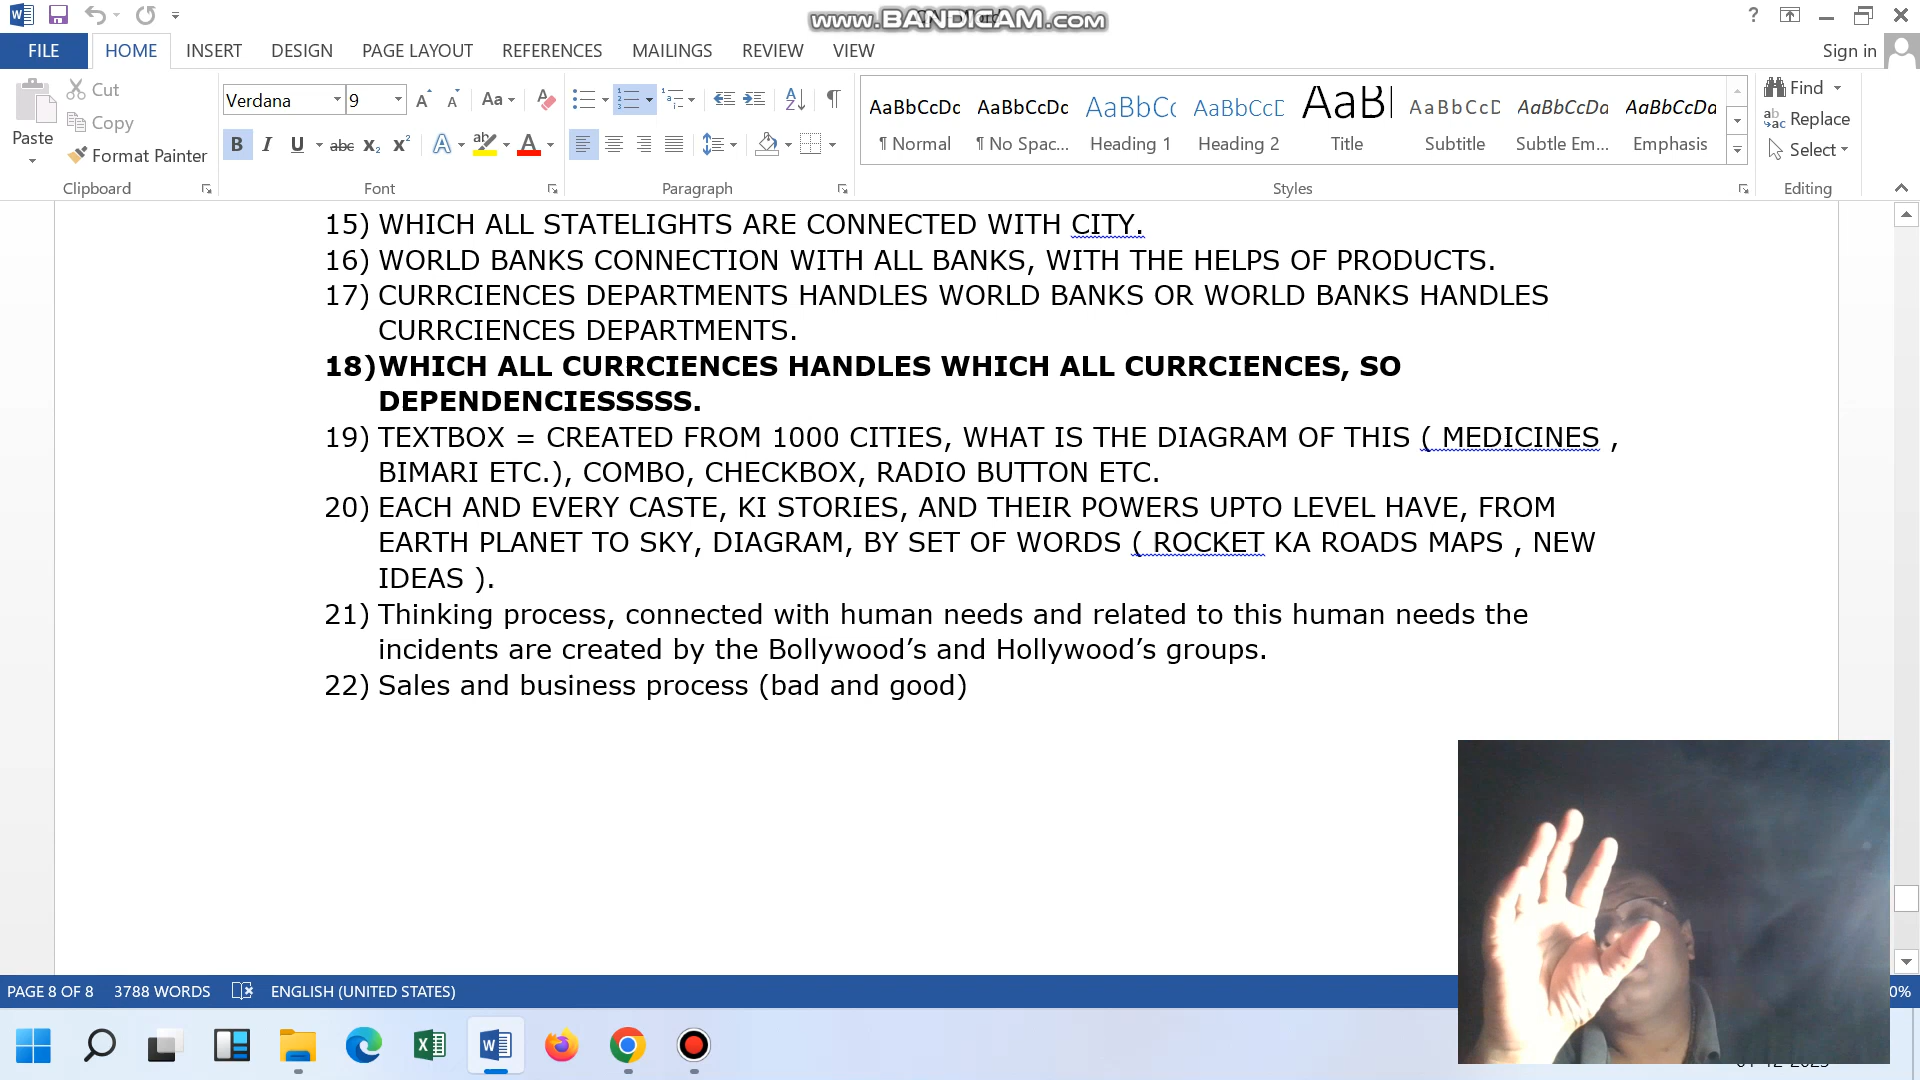 www.BANDICAM.com
FILE HOME INSERT DESIGN PAGE LAYOUT REFERENCES MAILINGS REVIEW VIEW Sign in
Cut
Copy
Format Painter
Paste
Clipboard
Verdana 9
Font
Paragraph
AaBbCcDc AaBbCcDc AaBbC( AaBbCcD AaB AaBbCcD AaBbCcDa AaBbCcDa
¶ Normal ¶ No Spac... Heading 1 Heading 2 Title Subtitle Subtle Em... Emphasis
Styles
Find
Replace
Select
Editing
15) WHICH ALL STATELIGHTS ARE CONNECTED WITH CITY.
16) WORLD BANKS CONNECTION WITH ALL BANKS, WITH THE HELPS OF PRODUCTS.
17) CURRCIENCES DEPARTMENTS HANDLES WORLD BANKS OR WORLD BANKS HANDLES
CURRCIENCES DEPARTMENTS.
18) WHICH ALL CURRCIENCES HANDLES WHICH ALL CURRCIENCES, SO
DEPENDENCIESSSSS.
19) TEXTBOX = CREATED FROM 1000 CITIES, WHAT IS THE DIAGRAM OF THIS ( MEDICINES ,
BIMARI ETC.), COMBO, CHECKBOX, RADIO BUTTON ETC.
20) EACH AND EVERY CASTE, KI STORIES, AND THEIR POWERS UPTO LEVEL HAVE, FROM
EARTH PLANET TO SKY, DIAGRAM, BY SET OF WORDS ( ROCKET KA ROADS MAPS , NEW
IDEAS ).
21) Thinking process, connected with human needs and related to this human needs the
incidents are created by the Bollywood’s and Hollywood’s groups.
22) Sales and business process (bad and good)
PAGE 8 OF 8 3788 WORDS ENGLISH (UNITED STATES)